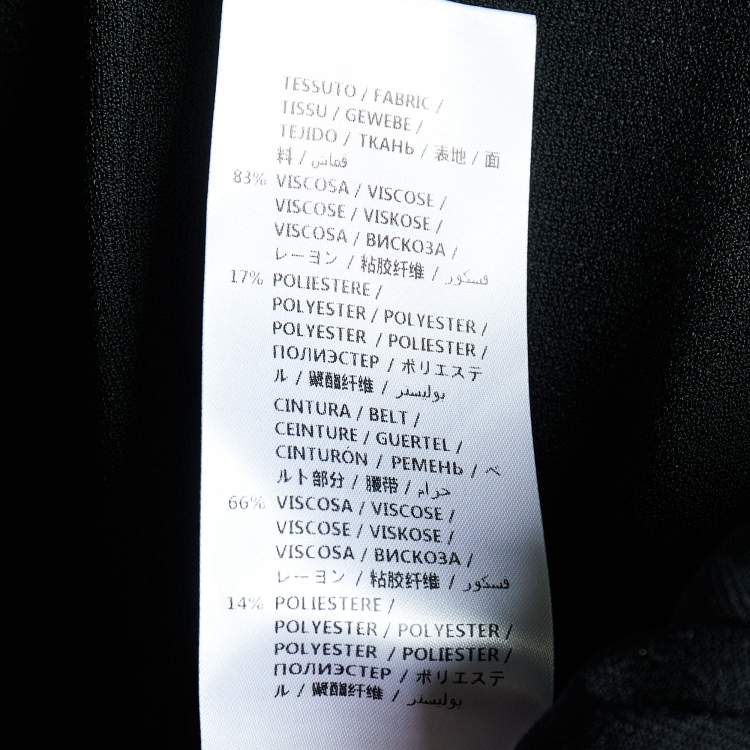 TESSUTO / FABRIC /
TISSU / GEWEBE /
TEJIDO / ТКАНЬ / 表地 / 面
料 / قماش
83% VISCOSA / VISCOSE /
VISCOSE / VISKOSE /
VISCOSA / ВИСКОЗА /
レーヨン / 粘胶纤维 / فسكور
17% POLIESTERE /
POLYESTER / POLYESTER /
POLYESTER / POLIESTER /
ПОЛИЭСТЕР / ポリエステ
ル / 纤维 / بوليستر
CINTURA / BELT /
CEINTURE / GUERTEL /
CINTURÓN / РЕМЕНЬ / ベ
ルト部分 / 腰带 / حزام
66% VISCOSA / VISCOSE /
VISCOSE / VISKOSE /
VISCOSA / ВИСКОЗА /
レーヨン / 粘胶纤维 / فسكور
14% POLIESTERE /
POLYESTER / POLYESTER /
POLYESTER / POLIESTER /
ПОЛИЭСТЕР / ポリエステ
ル / 纤维 / بوليستر